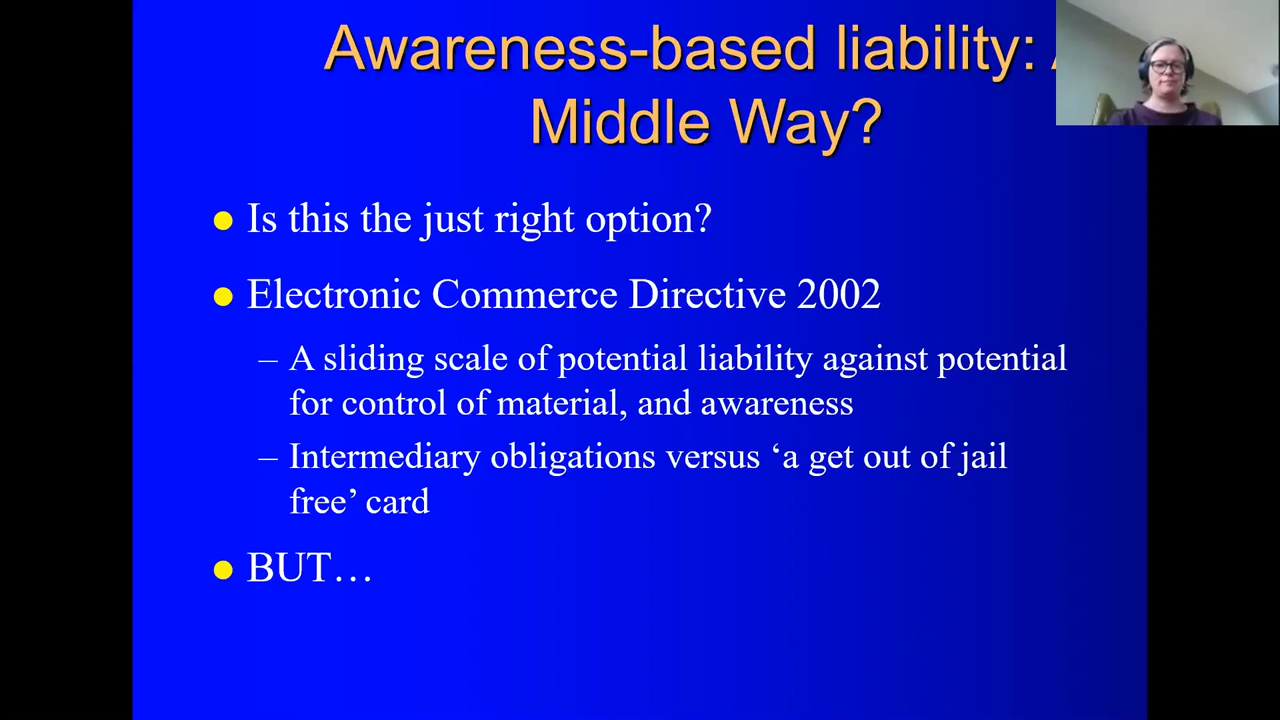 Awareness-based liability:
Middle Way?
Is this the just right option?
Electronic Commerce Directive 2002
– A sliding scale of potential liability against potential
for control of material, and awareness
– Intermediary obligations versus ‘a get out of jail
free’ card
BUT…